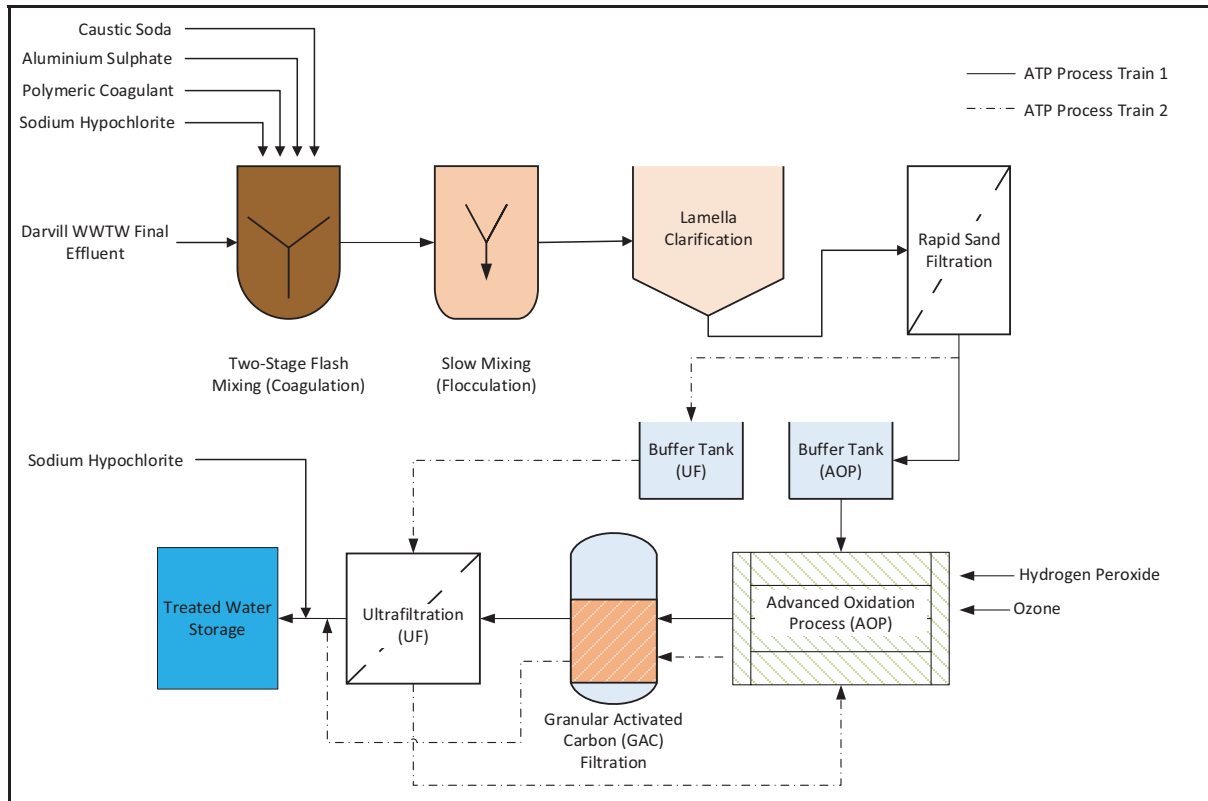 Caustic Soda
Aluminium Sulphate
Polymeric Coagulant
Sodium Hypochlorite
ATP Process Train 1
ATP Process Train 2
Darvill WWTW Final
Effluent
Lamella
Clarification
Rapid Sand
Filtration
Two-Stage Flash
Mixing (Coagulation)
Slow Mixing
(Flocculation)
Buffer Tank
(UF)
Buffer Tank
(AOP)
Sodium Hypochlorite
Treated Water
Storage
Ultrafiltration
(UF)
Advanced Oxidation
Process (AOP)
Hydrogen Peroxide
Ozone
Granular Activated
Carbon (GAC)
Filtration